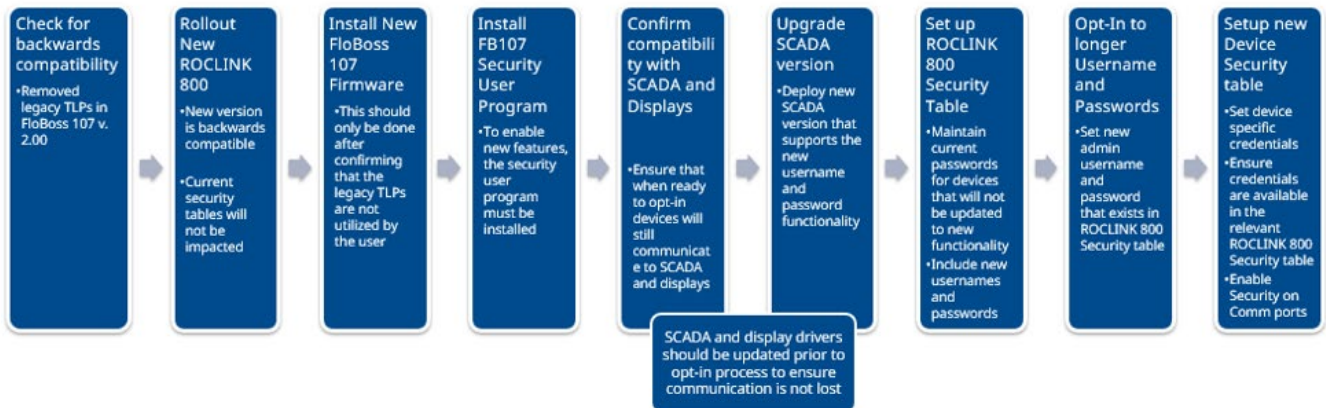 Check for
backwards
compatibility
•Removed
legacy TLPs in
FloBoss 107 v.
2.00
Rollout
New
ROCLINK
800
•New version
is backwards
compatible
•Current
security
tables will
not be
impacted
Install New
FloBoss
107
Firmware
•This should
only be done
after
confirming
that the
legacy TLPs
are not
utilized by
the user
Install
FB107
Security
User
Program
•To enable
new features,
the security
user
program
must be
installed
Confirm
compatibili
ty with
SCADA and
Displays
•Ensure that
when ready
to opt-in
devices will
still
communicat
e to SCADA
and displays
Upgrade
SCADA
version
•Deploy new
SCADA
version that
supports the
new
username
and
password
functionality
SCADA and display drivers
should be updated prior to
opt-in process to ensure
communication is not lost
Set up
ROCLINK
800
Security
Table
•Maintain
current
passwords
for devices
that will not
be updated
to new
functionality
•Include new
usernames
and
passwords
Opt-In to
longer
Username
and
Passwords
•Set new
admin
username
and
password
that exists in
ROCLINK 800
Security table
Setup new
Device
Security
table
•Set device
specific
credentials
•Ensure
credentials
are available
in the
relevant
ROCLINK 800
Security table
•Enable
Security on
Comm ports